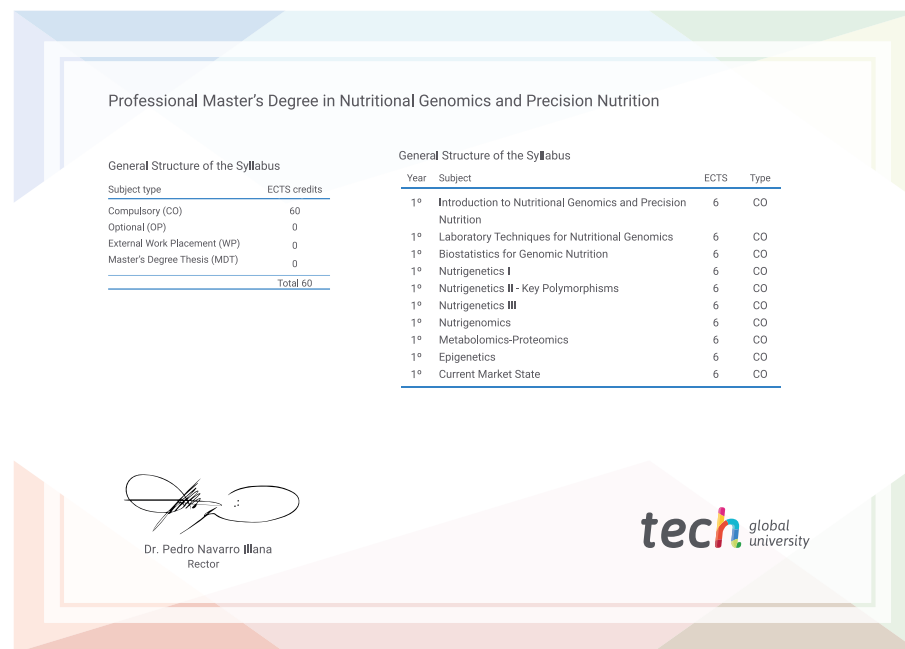 Professional Master's Degree in Nutritional Genomics and Precision Nutrition
General Structure of the Syllabus
Subject type ECTS credits
Compulsory (CO) 60
Optional (OP) 0
External Work Placement (WP) 0
Master's Degree Thesis (MDT) 0
Total 60
General Structure of the Syllabus
Year Subject ECTS Type
1º Introduction to Nutritional Genomics and Precision 6 CO
Nutrition
1º Laboratory Techniques for Nutritional Genomics 6 CO
1º Biostatistics for Genomic Nutrition 6 CO
1º Nutrigenetics I 6 CO
1º Nutrigenetics II - Key Polymorphisms 6 CO
1º Nutrigenetics III 6 CO
1º Nutrigenomics 6 CO
1º Metabolomics-Proteomics 6 CO
1º Epigenetics 6 CO
1º Current Market State 6 CO
Dr. Pedro Navarro Illana
Rector
tech global
university